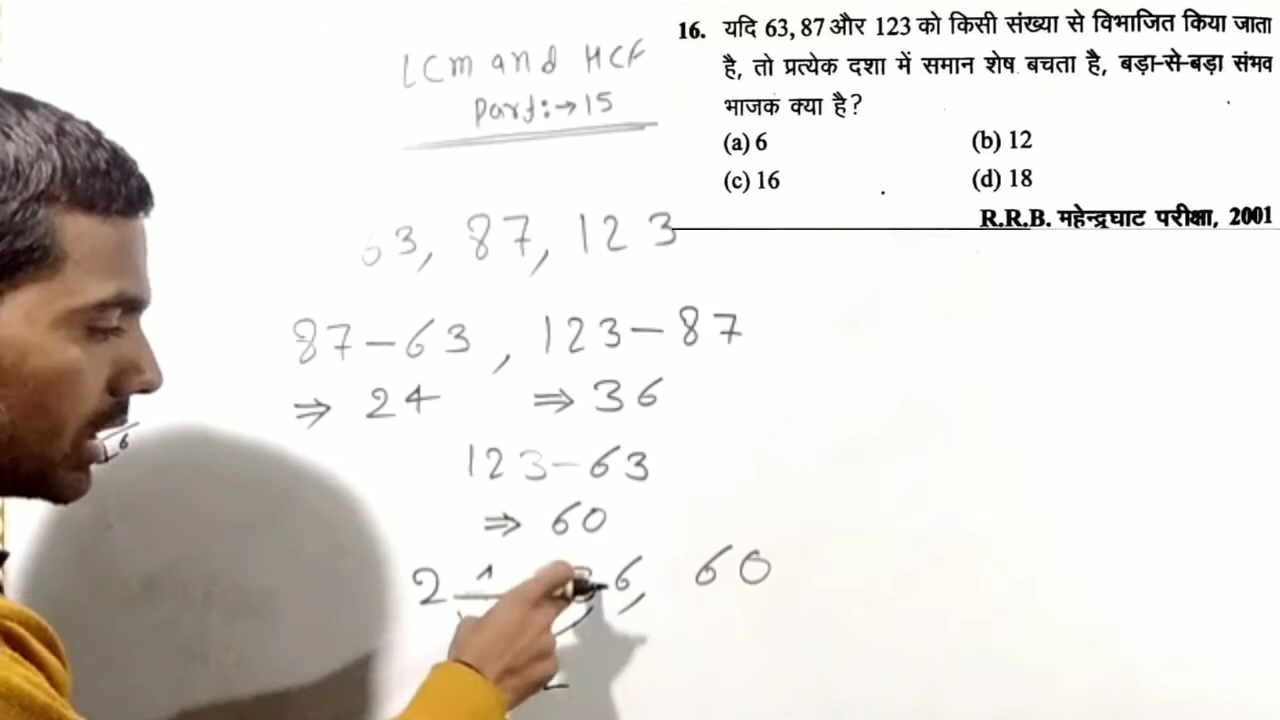 LCM and HCF
Part:→15
16. यदि 63, 87 और 123 को किसी संख्या से विभाजित किया जाता
है, तो प्रत्येक दशा में समान शेष बचता है, बड़ा-से-बड़ा संभव
भाजक क्या है?
(a) 6 (b) 12
(c) 16 (d) 18
R.R.B. महेन्द्रूघाट परीक्षा, 2001
63, 87, 123
87-63, 123-87
⇒ 24 ⇒ 36
123-63
⇒ 60
36, 60